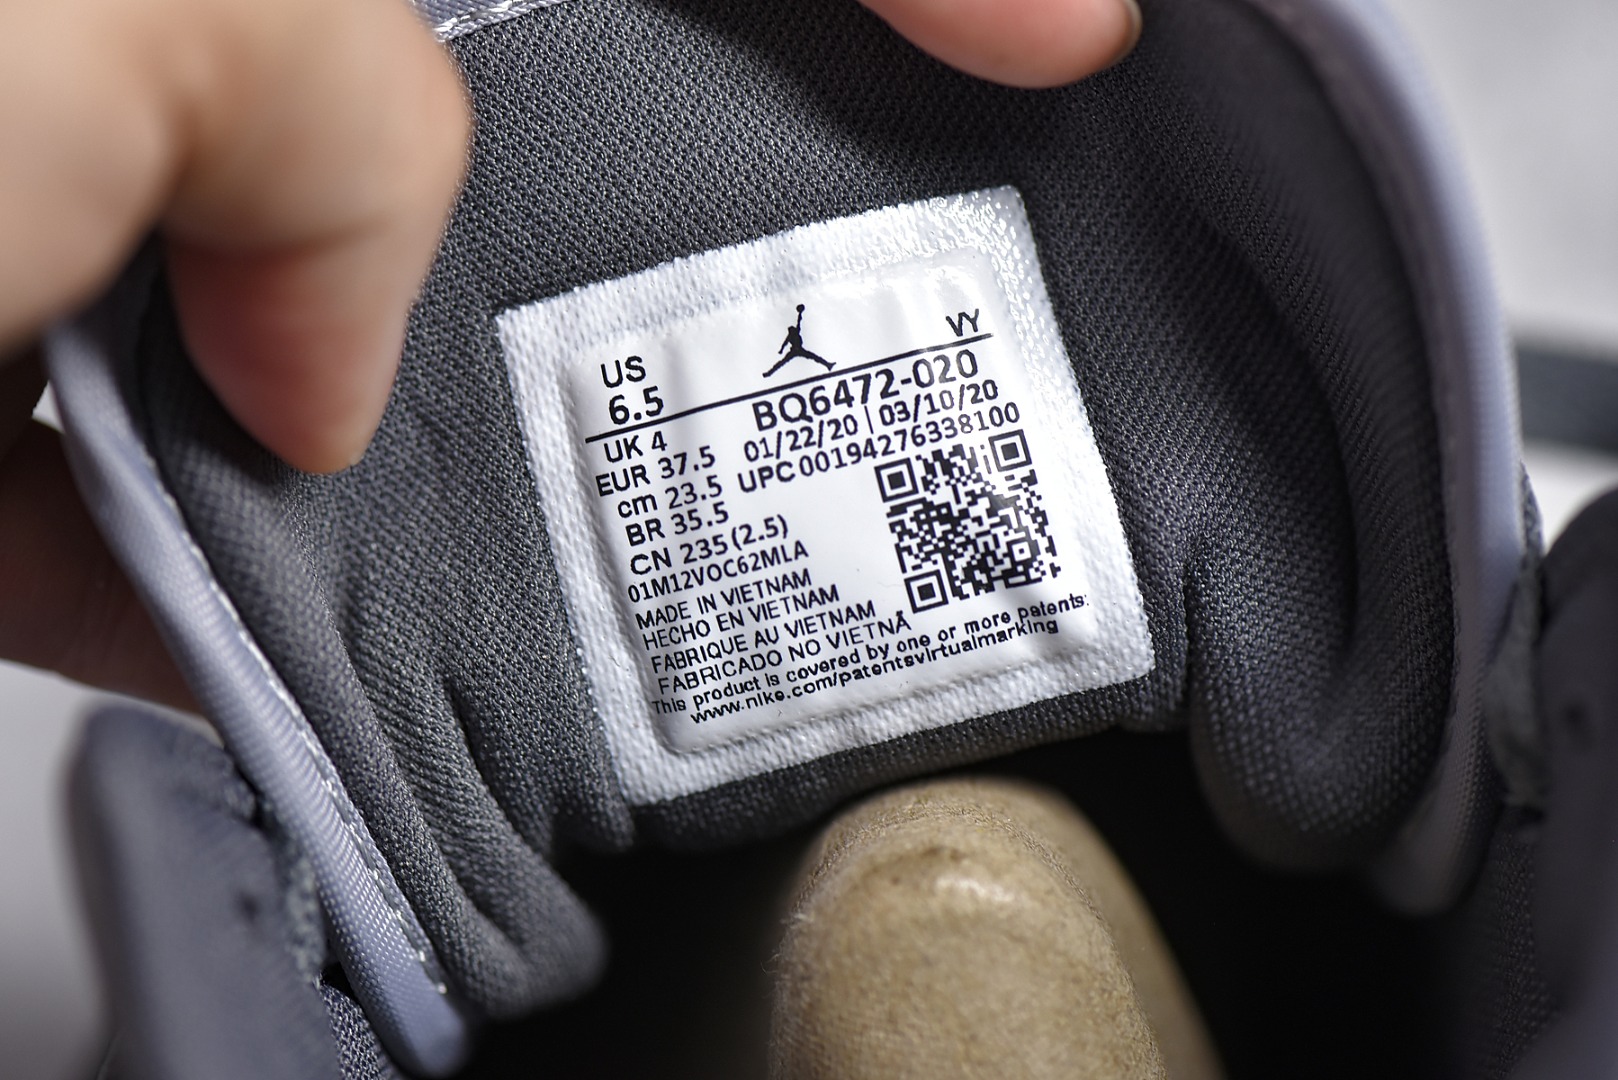 US
6.5
VY
BQ6472-020
01/22/20 | 03/10/20
UPC00194276338100
UK 4
EUR 37.5
cm 23.5
BR 35.5
CN 235(2.5)
01M12VOC62MLA
MADE IN VIETNAM
HECHO EN VIETNAM
FABRIQUE AU VIETNAM
FABRICADO NO VIETNÃ
This product is covered by one or more patents:
www.nike.com/patentsvirtualmarking